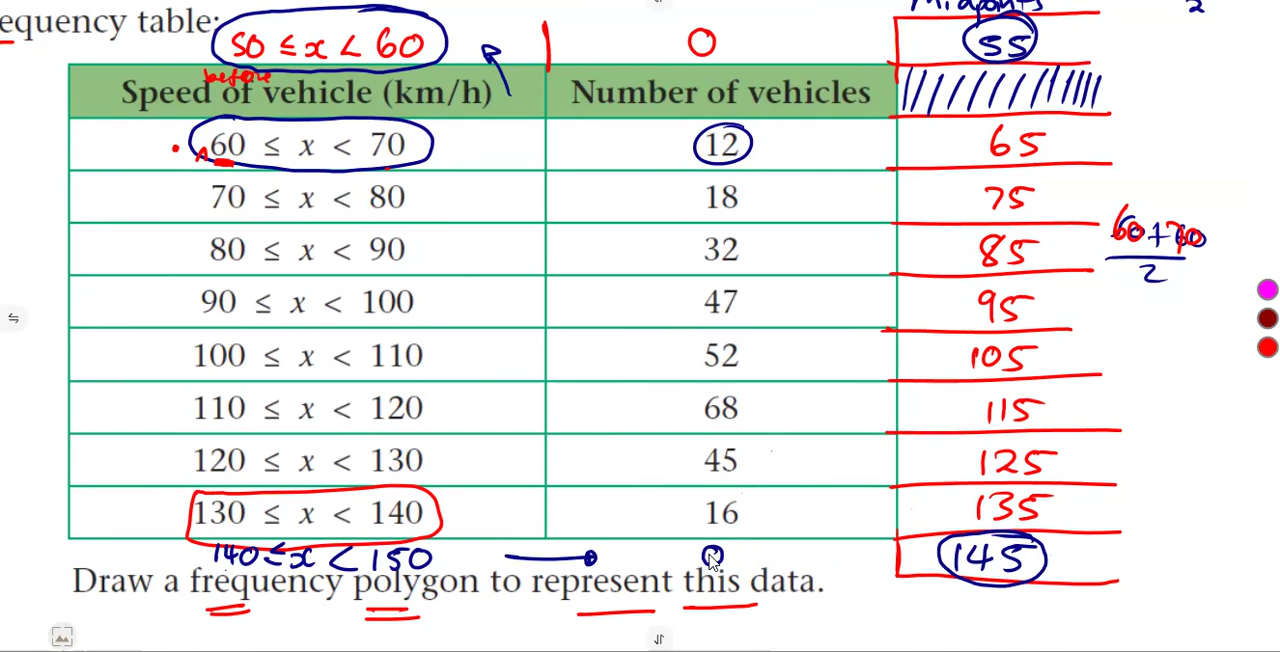 Midpoints 2
equency table:
50 ≤ x < 60 0 55
before
Speed of vehicle (km/h) Number of vehicles
60 ≤ x < 70 12 65
70 ≤ x < 80 18 75
80 ≤ x < 90 32 85
60+70
2
90 ≤ x < 100 47 95
100 ≤ x < 110 52 105
110 ≤ x < 120 68 115
120 ≤ x < 130 45 125
130 ≤ x < 140 16 135
140 ≤ x < 150 0 145
Draw a frequency polygon to represent this data.